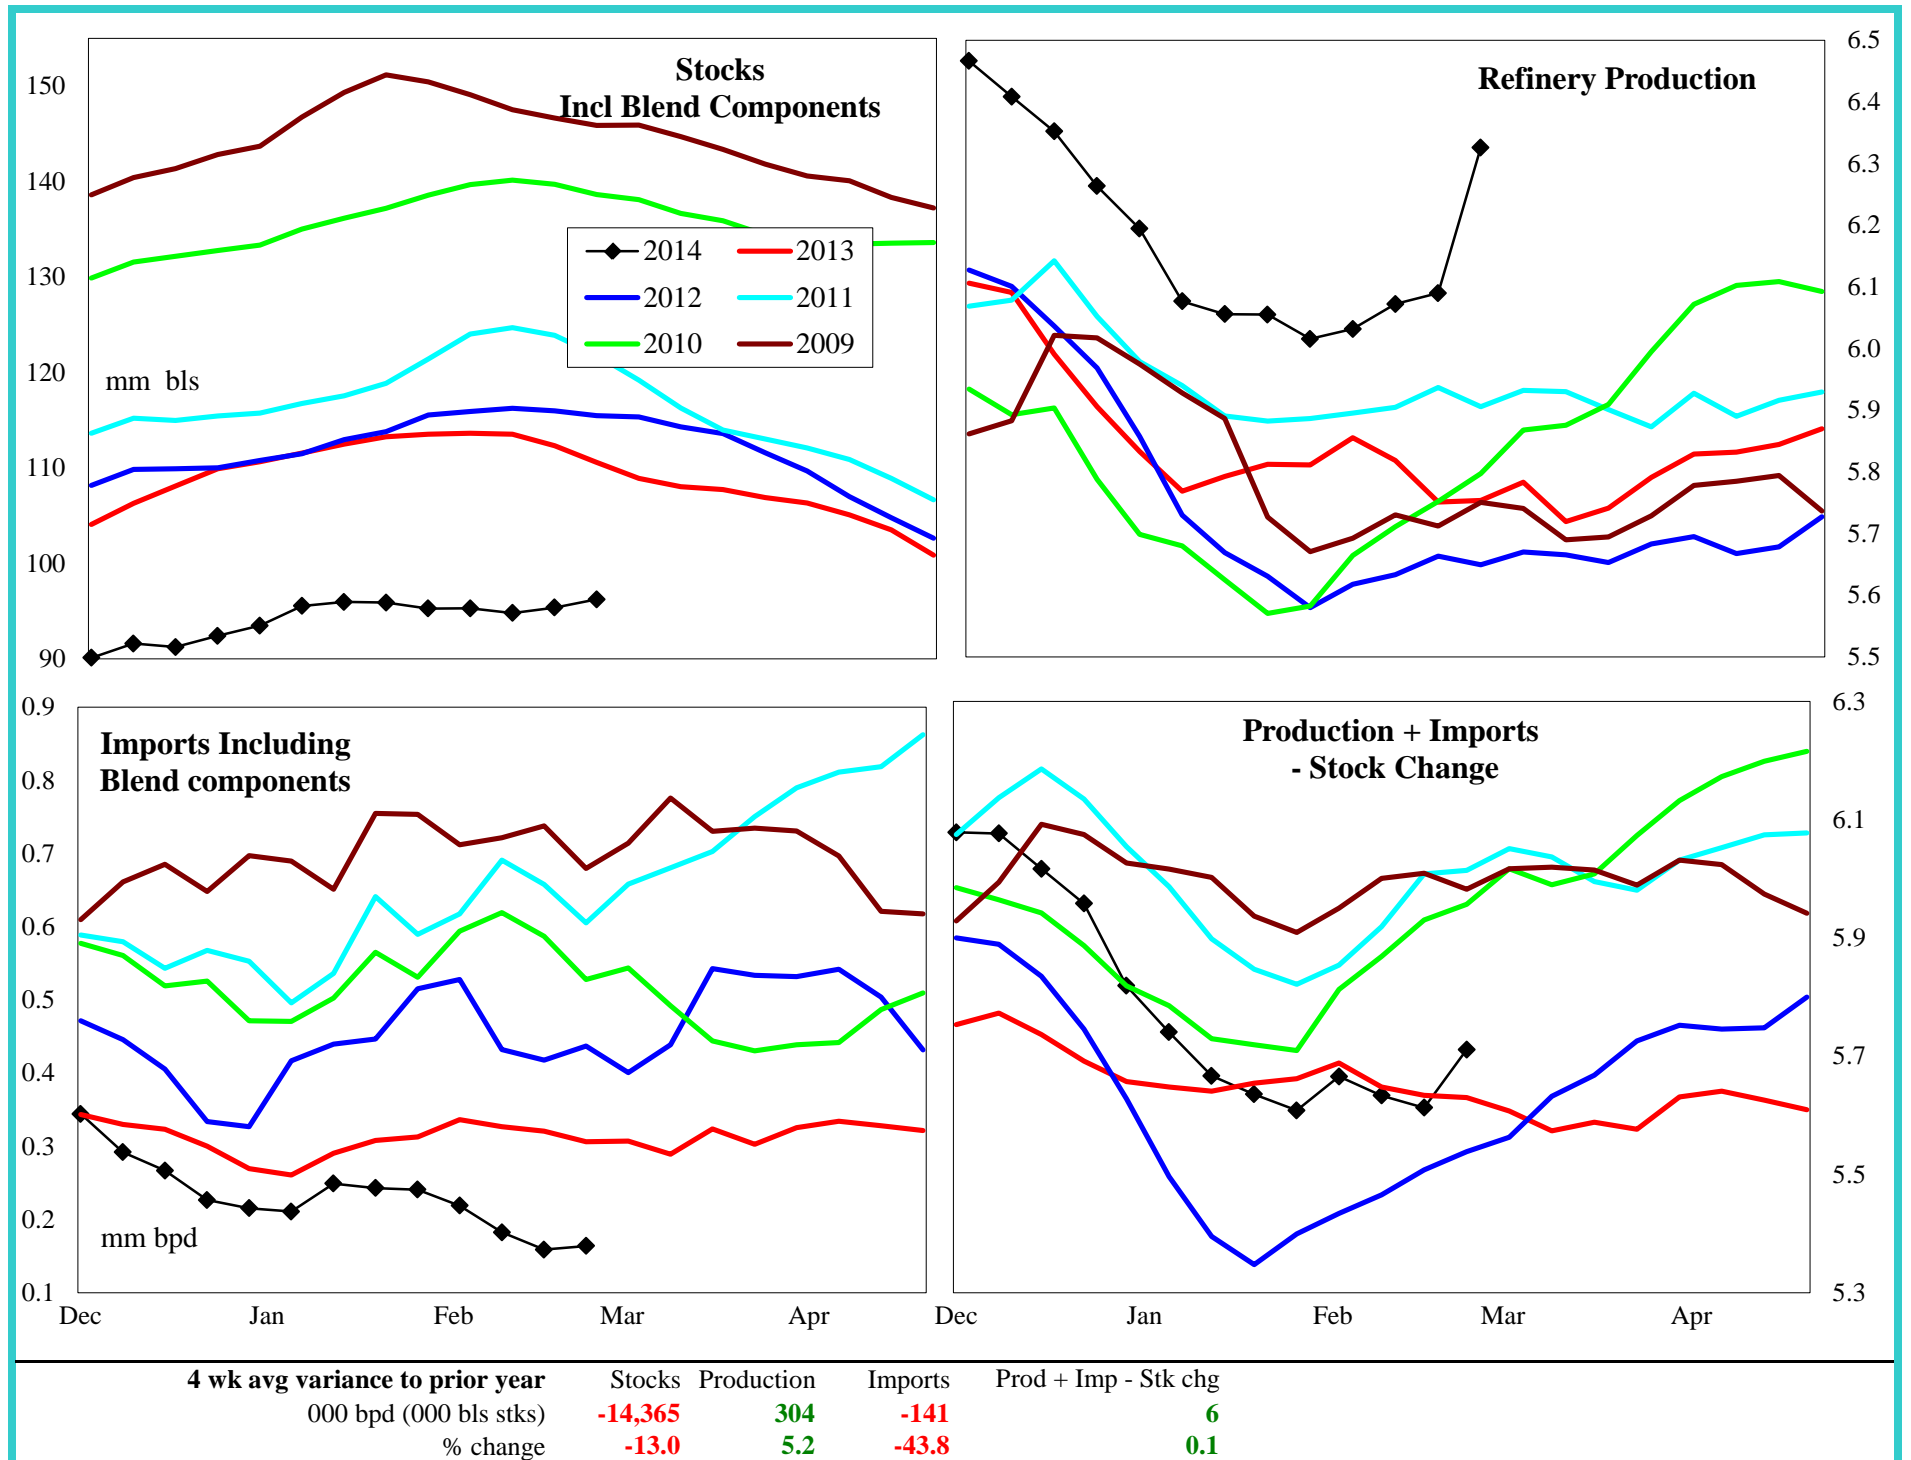 Stocks
Incl Blend Components
150
140
130
120
110
100
90
mm bls
2014 2013
2012 2011
2010 2009
Refinery Production
6.5
6.4
6.3
6.2
6.1
6.0
5.9
5.8
5.7
5.6
5.5
Imports Including
Blend components
0.9
0.8
0.7
0.6
0.5
0.4
0.3
0.2
0.1
mm bpd
Dec Jan Feb Mar Apr
Production + Imports
- Stock Change
6.3
6.1
5.9
5.7
5.5
5.3
Dec Jan Feb Mar Apr
4 wk avg variance to prior year Stocks Production Imports Prod + Imp - Stk chg
000 bpd (000 bls stks) -14,365 304 -141 6
% change -13.0 5.2 -43.8 0.1